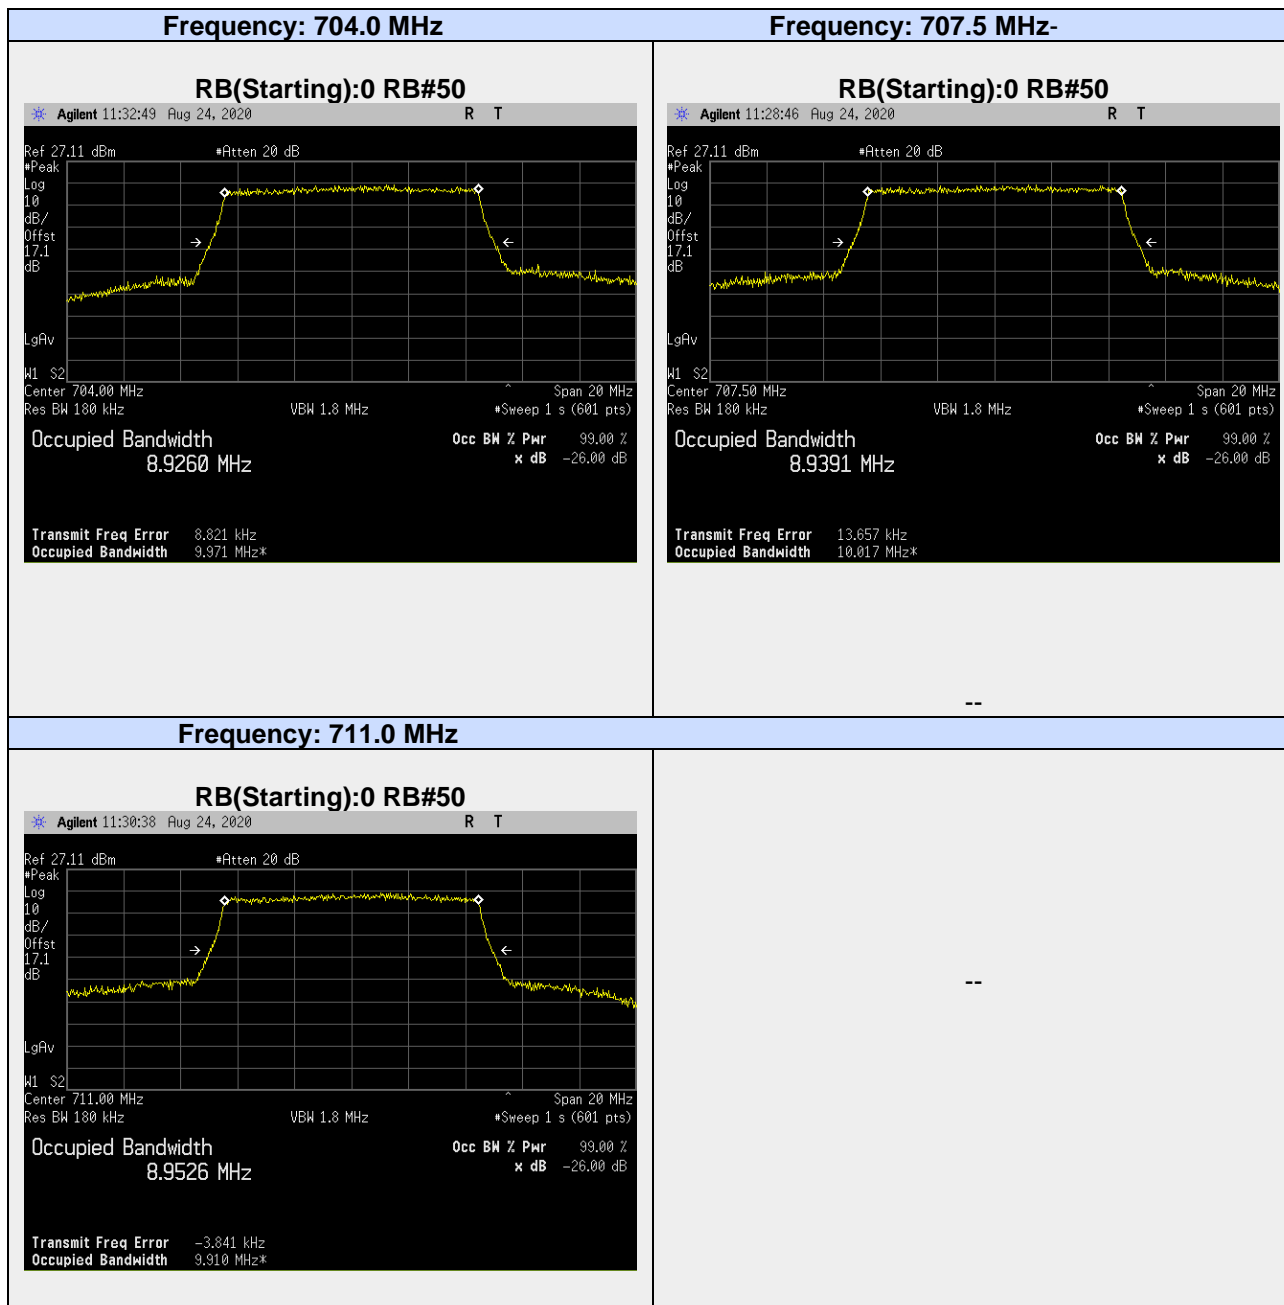 Frequency: 704.0 MHz
Frequency: 707.5 MHz-
RB(Starting):0 RB#50
Agilent 11:32:49 Aug 24, 2020
R T
Ref 27.11 dBm
#Atten 20 dB
#Peak
Log
10
dB/
Offst
17.1
dB
LgAv
W1 S2
Center 704.00 MHz
Span 20 MHz
Res BW 180 kHz
VBW 1.8 MHz
#Sweep 1 s (601 pts)
Occupied Bandwidth
8.9260 MHz
Occ BW % Pwr 99.00 %
x dB -26.00 dB
Transmit Freq Error 8.821 kHz
Occupied Bandwidth 9.971 MHz*
RB(Starting):0 RB#50
Agilent 11:28:46 Aug 24, 2020
R T
Ref 27.11 dBm
#Atten 20 dB
#Peak
Log
10
dB/
Offst
17.1
dB
LgAv
W1 S2
Center 707.50 MHz
Span 20 MHz
Res BW 180 kHz
VBW 1.8 MHz
#Sweep 1 s (601 pts)
Occupied Bandwidth
8.9391 MHz
Occ BW % Pwr 99.00 %
x dB -26.00 dB
Transmit Freq Error 13.657 kHz
Occupied Bandwidth 10.017 MHz*
--
Frequency: 711.0 MHz
RB(Starting):0 RB#50
Agilent 11:30:38 Aug 24, 2020
R T
Ref 27.11 dBm
#Atten 20 dB
#Peak
Log
10
dB/
Offst
17.1
dB
LgAv
W1 S2
Center 711.00 MHz
Span 20 MHz
Res BW 180 kHz
VBW 1.8 MHz
#Sweep 1 s (601 pts)
Occupied Bandwidth
8.9526 MHz
Occ BW % Pwr 99.00 %
x dB -26.00 dB
Transmit Freq Error -3.841 kHz
Occupied Bandwidth 9.910 MHz*
--